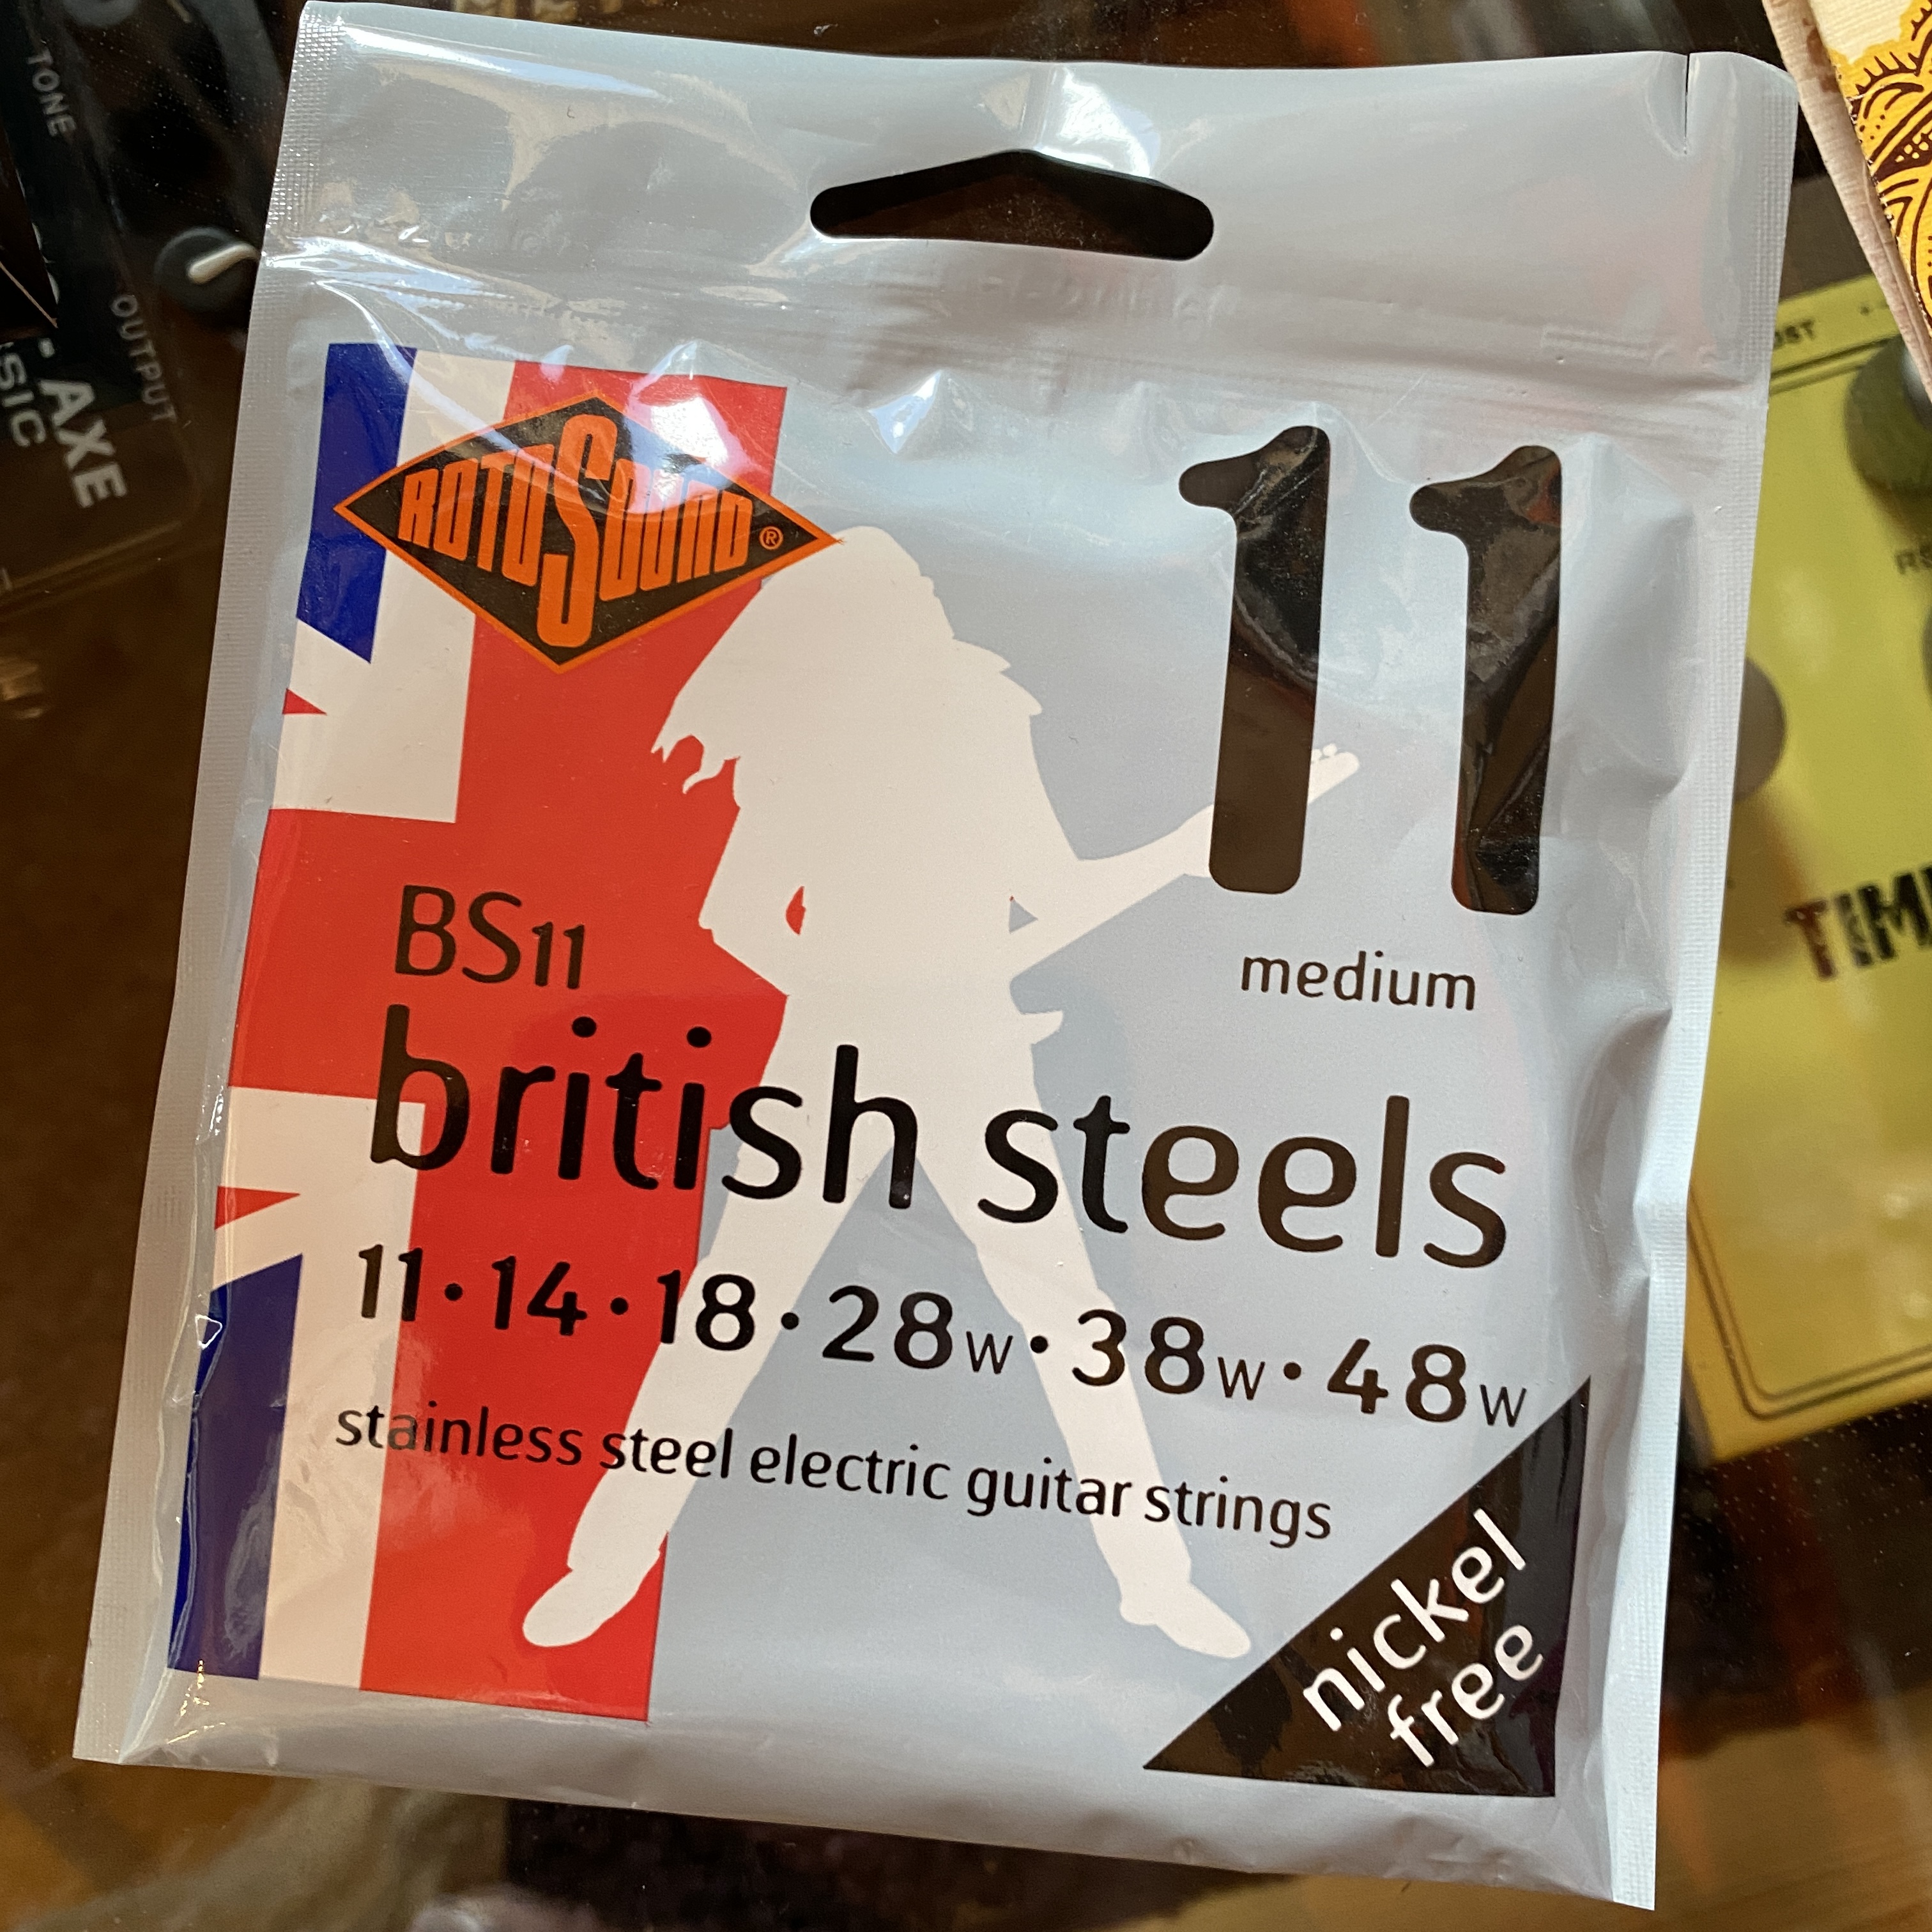 TONE
OUTPUT
AXE
SIC
ROTOSOUND®
11
medium
BS11
british steels
11·14·18·28w·38w·48w
stainless steel electric guitar strings
nickel
free